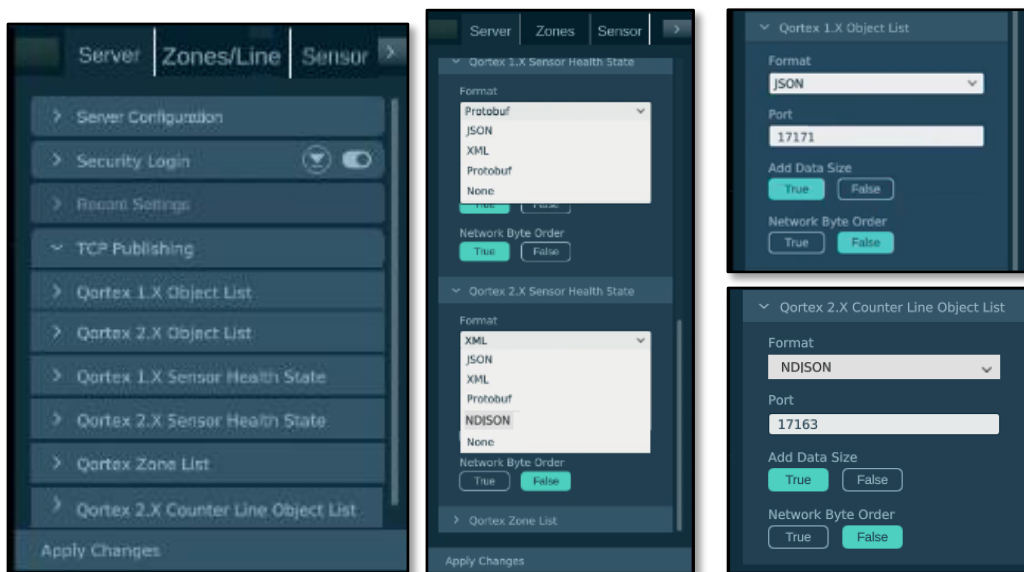 Server Zones/Line Sensor >
Server Configuration
Security Login
Record Settings
TCP Publishing
Qortex 1.X Object List
Qortex 2.X Object List
Qortex 1.X Sensor Health State
Qortex 2.X Sensor Health State
Qortex Zone List
Qortex 2.X Counter Line Object List
Apply Changes
Server Zones Sensor >
Qortex 1.X Sensor Health State
Format
Protobuf
JSON
XML
Protobuf
None
True False
Network Byte Order
True False
Qortex 2.X Sensor Health State
Format
XML
JSON
XML
Protobuf
NDJSON
None
Network Byte Order
True False
Qortex Zone List
Apply Changes
Qortex 1.X Object List
Format
JSON
Port
17171
Add Data Size
True False
Network Byte Order
True False
Qortex 2.X Counter Line Object List
Format
NDJSON
Port
17163
Add Data Size
True False
Network Byte Order
True False